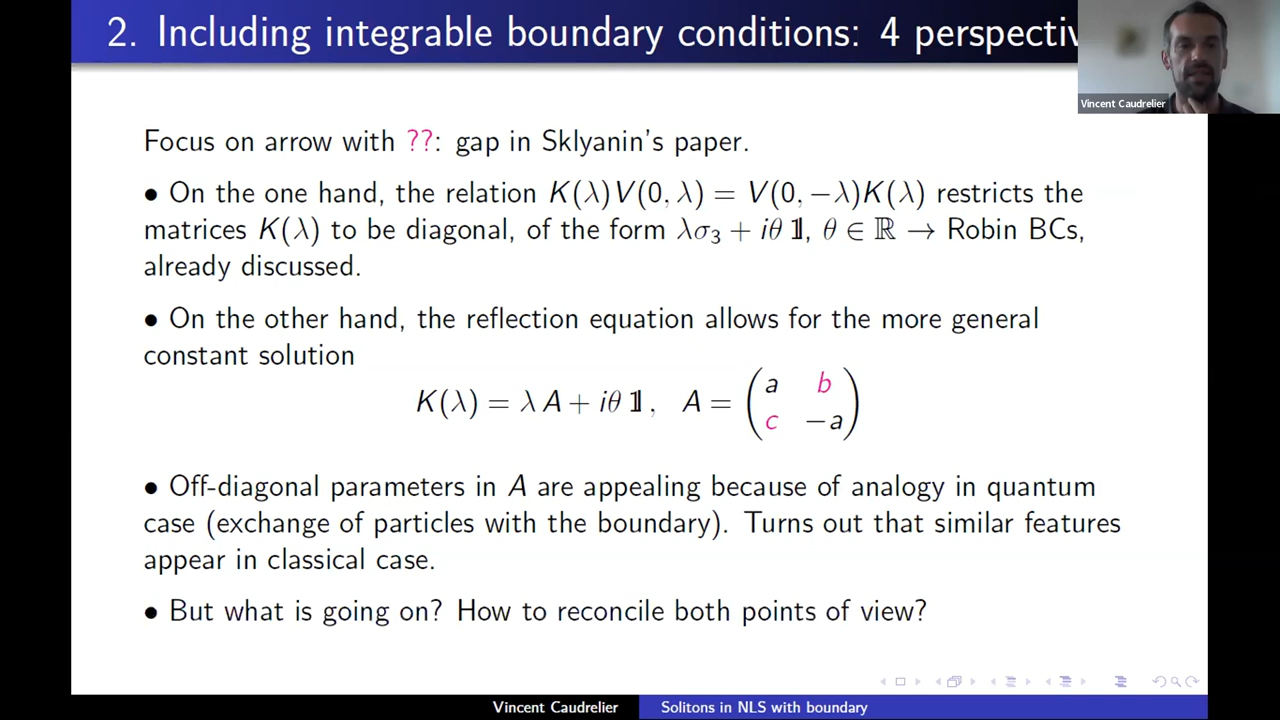 2. Including integrable boundary conditions: 4 perspectiv
Vincent Caudrelier
Focus on arrow with ??: gap in Sklyanin's paper.
• On the one hand, the relation K(λ)V(0, λ) = V(0, −λ)K(λ) restricts the
matrices K(λ) to be diagonal, of the form λσ₃ + iθ 𝟙, θ ∈ ℝ → Robin BCs,
already discussed.
• On the other hand, the reflection equation allows for the more general
constant solution
K(λ) = λ A + iθ 𝟙 , A = ( a b
c −a )
• Off-diagonal parameters in A are appealing because of analogy in quantum
case (exchange of particles with the boundary). Turns out that similar features
appear in classical case.
• But what is going on? How to reconcile both points of view?
Vincent Caudrelier
Solitons in NLS with boundary